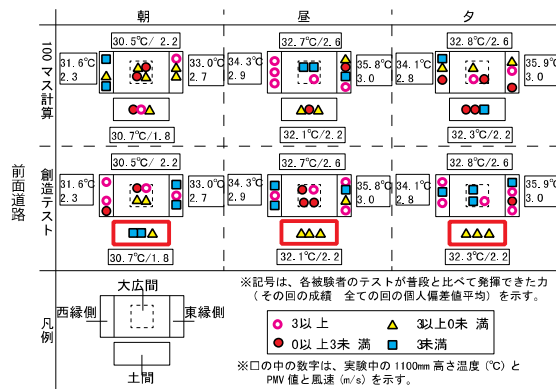 朝 昼 夕
100マス計算
30.5℃/ 2.2 32.7℃/2.6 32.8℃/2.6
31.6℃ 33.0℃ 34.3℃ 35.8℃ 34.1℃ 35.9℃
2.3 2.7 2.9 3.0 2.8 3.0
30.7℃/1.8 32.1℃/2.2 32.3℃/2.2
前面道路
創造テスト
30.5℃/ 2.2 32.7℃/2.6 32.8℃/2.6
31.6℃ 33.0℃ 34.3℃ 35.8℃ 34.1℃ 35.9℃
2.3 2.7 2.9 3.0 2.8 3.0
30.7℃/1.8 32.1℃/2.2 32.3℃/2.2
凡例
大広間
西縁側 東縁側
土間
※記号は、各被験者のテストが普段と比べて発揮できた力
(その回の成績 全ての回の個人偏差値平均) を示す。
3以上 3以上0未 満
0以上3未 満 3未満
※□の中の数字は、実験中の1100mm高さ温度 (℃) と
PMV値と風速 (m/s) を示す。